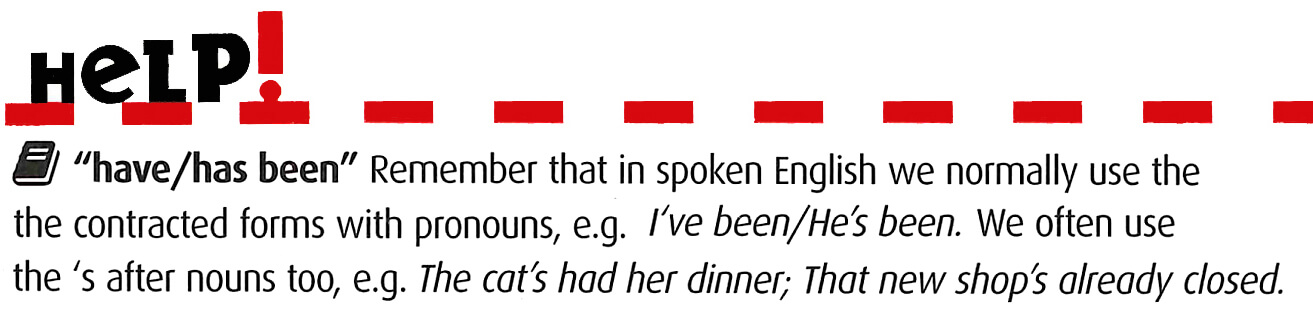 HeLP!
"have/has been" Remember that in spoken English we normally use the
the contracted forms with pronouns, e.g. I've been/He's been. We often use
the 's after nouns too, e.g. The cat's had her dinner; That new shop's already closed.